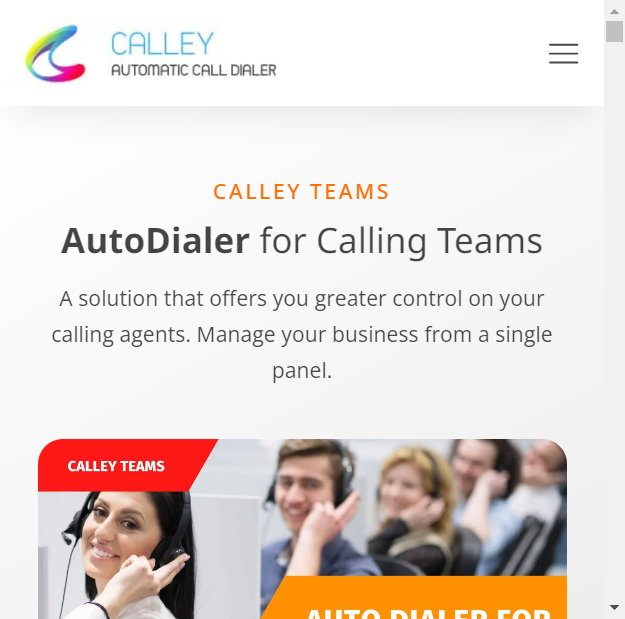 CALLEY
AUTOMATIC CALL DIALER
CALLEY TEAMS
AutoDialer for Calling Teams
A solution that offers you greater control on your
calling agents. Manage your business from a single
panel.
CALLEY TEAMS
AUTO DIALER FOR